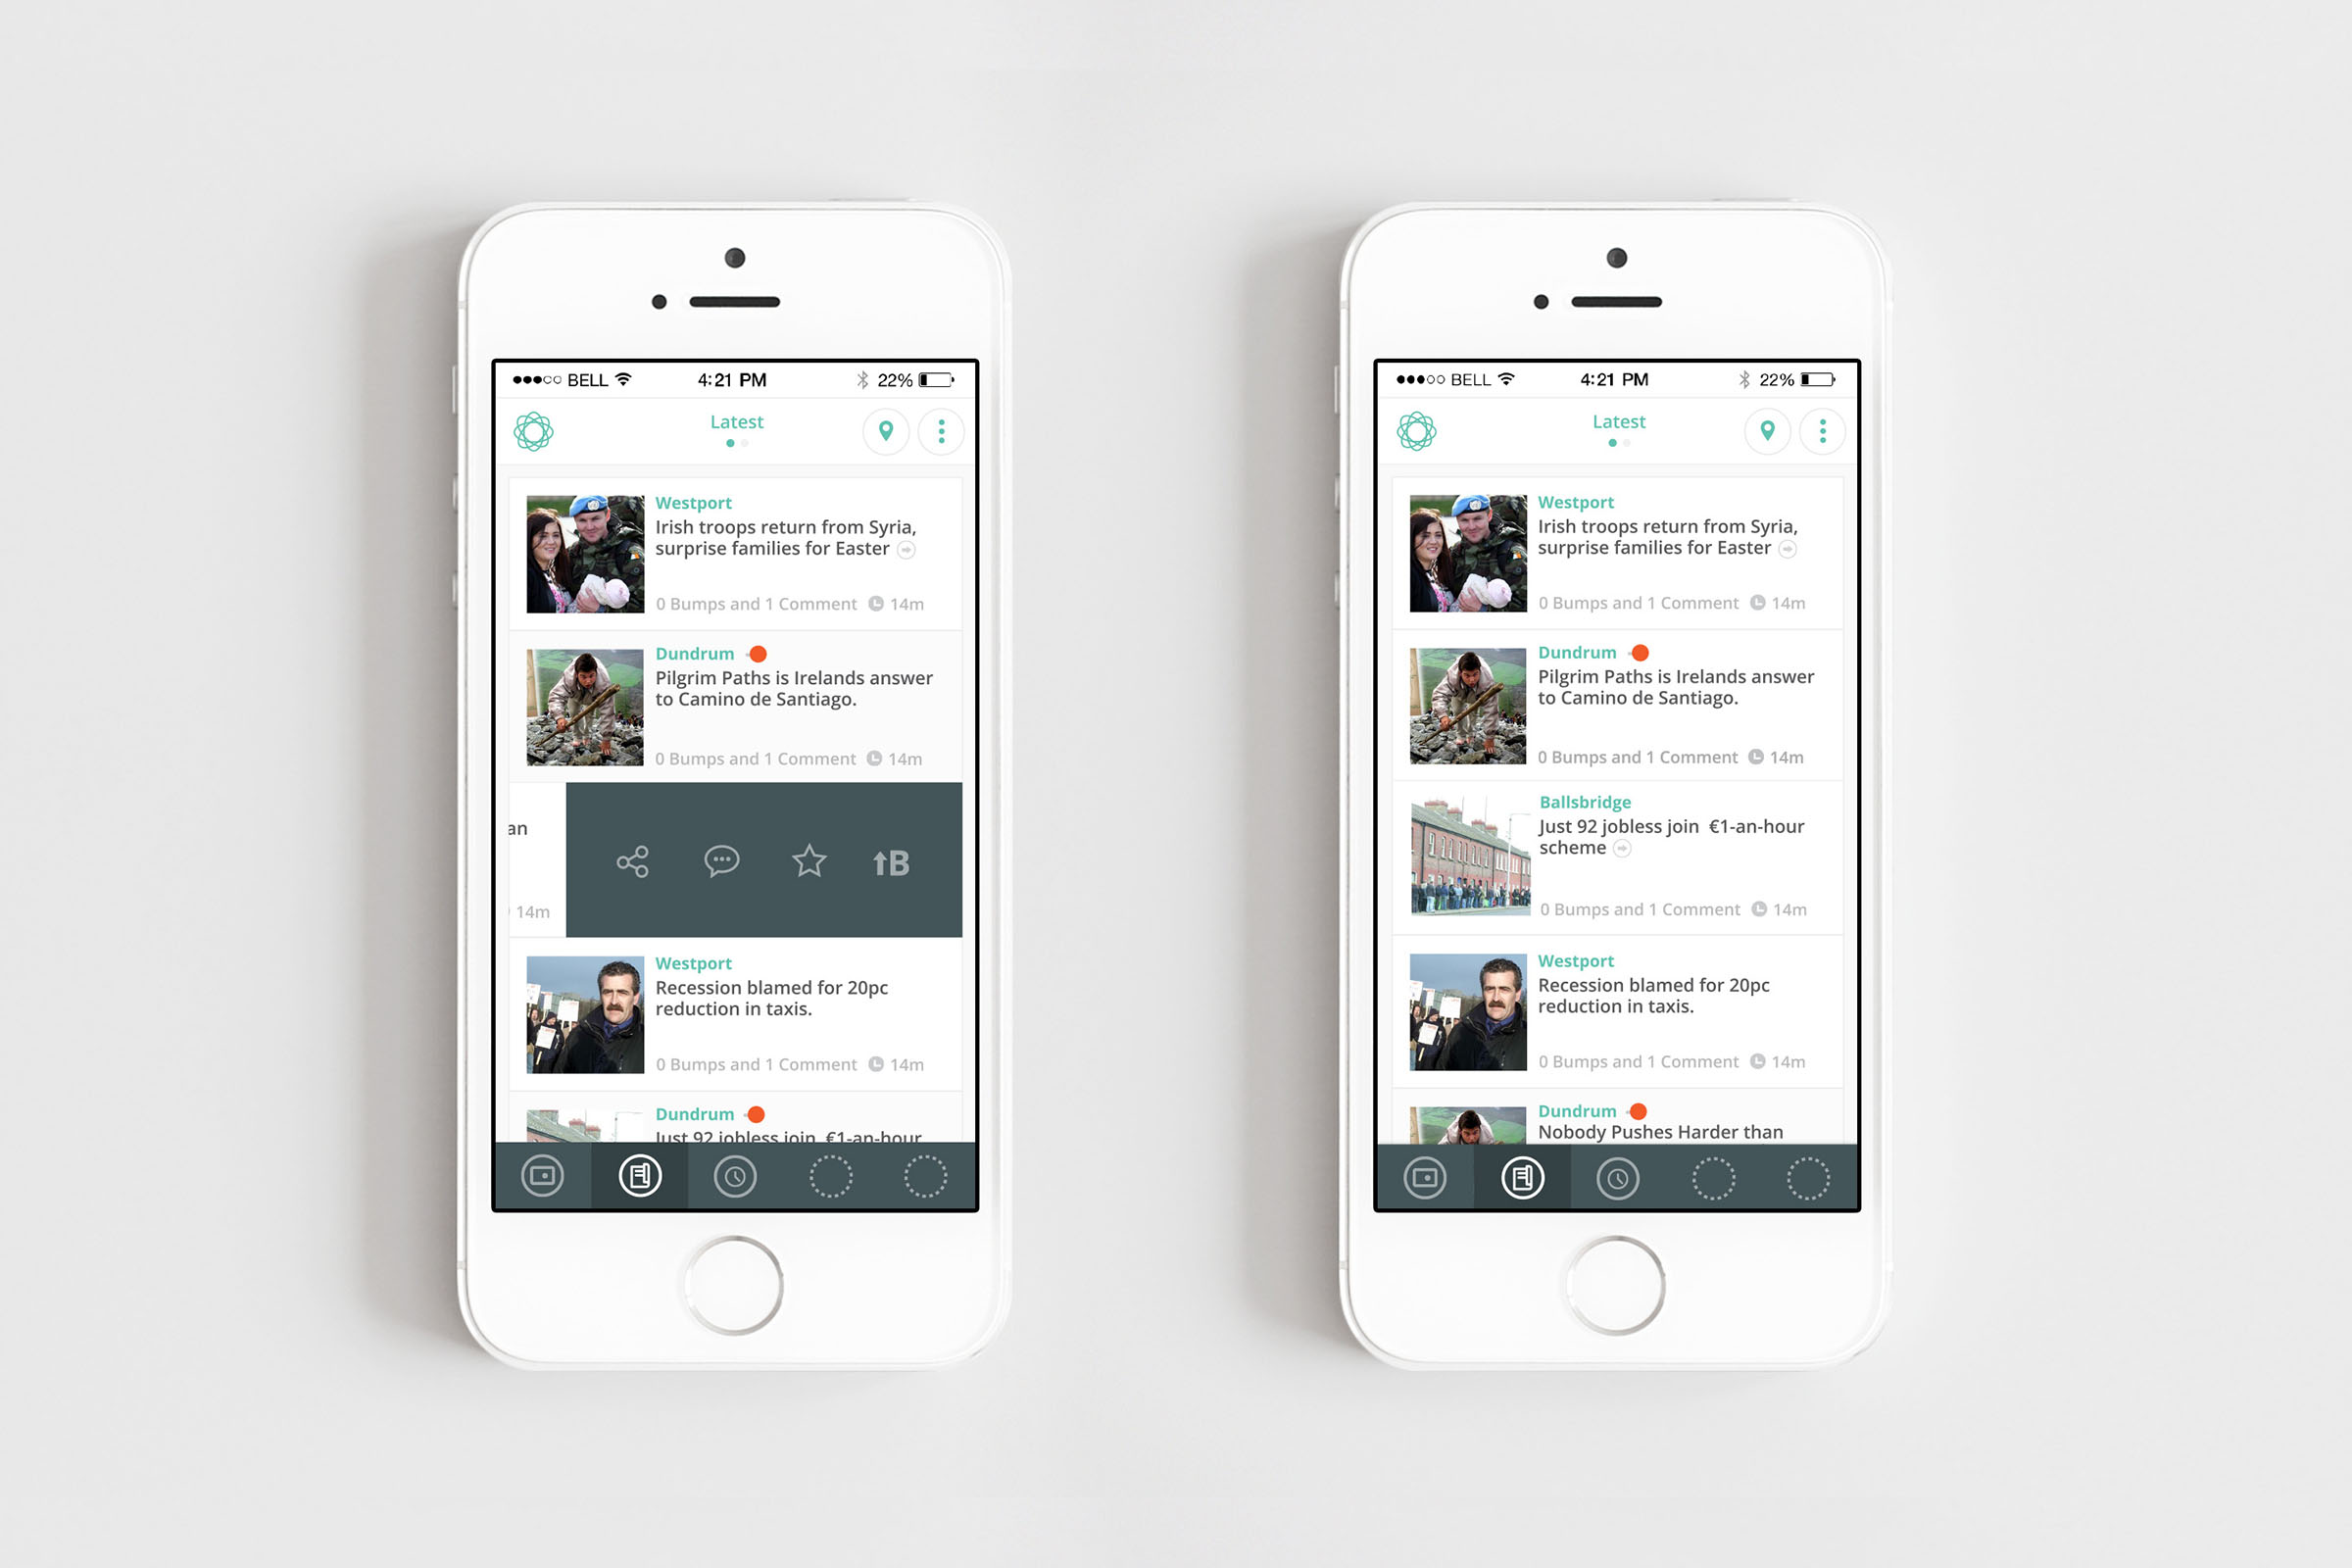 BELL
4:21 PM
22%
Latest
Westport
Irish troops return from Syria,
surprise families for Easter
0 Bumps and 1 Comment 14m
Dundrum
Pilgrim Paths is Irelands answer
to Camino de Santiago.
0 Bumps and 1 Comment 14m
an
14m
B
Westport
Recession blamed for 20pc
reduction in taxis.
0 Bumps and 1 Comment 14m
Dundrum
Just 92 jobless join €1-an-hour
BELL
4:21 PM
22%
Latest
Westport
Irish troops return from Syria,
surprise families for Easter
0 Bumps and 1 Comment 14m
Dundrum
Pilgrim Paths is Irelands answer
to Camino de Santiago.
0 Bumps and 1 Comment 14m
Ballsbridge
Just 92 jobless join €1-an-hour
scheme
0 Bumps and 1 Comment 14m
Westport
Recession blamed for 20pc
reduction in taxis.
0 Bumps and 1 Comment 14m
Dundrum
Nobody Pushes Harder than